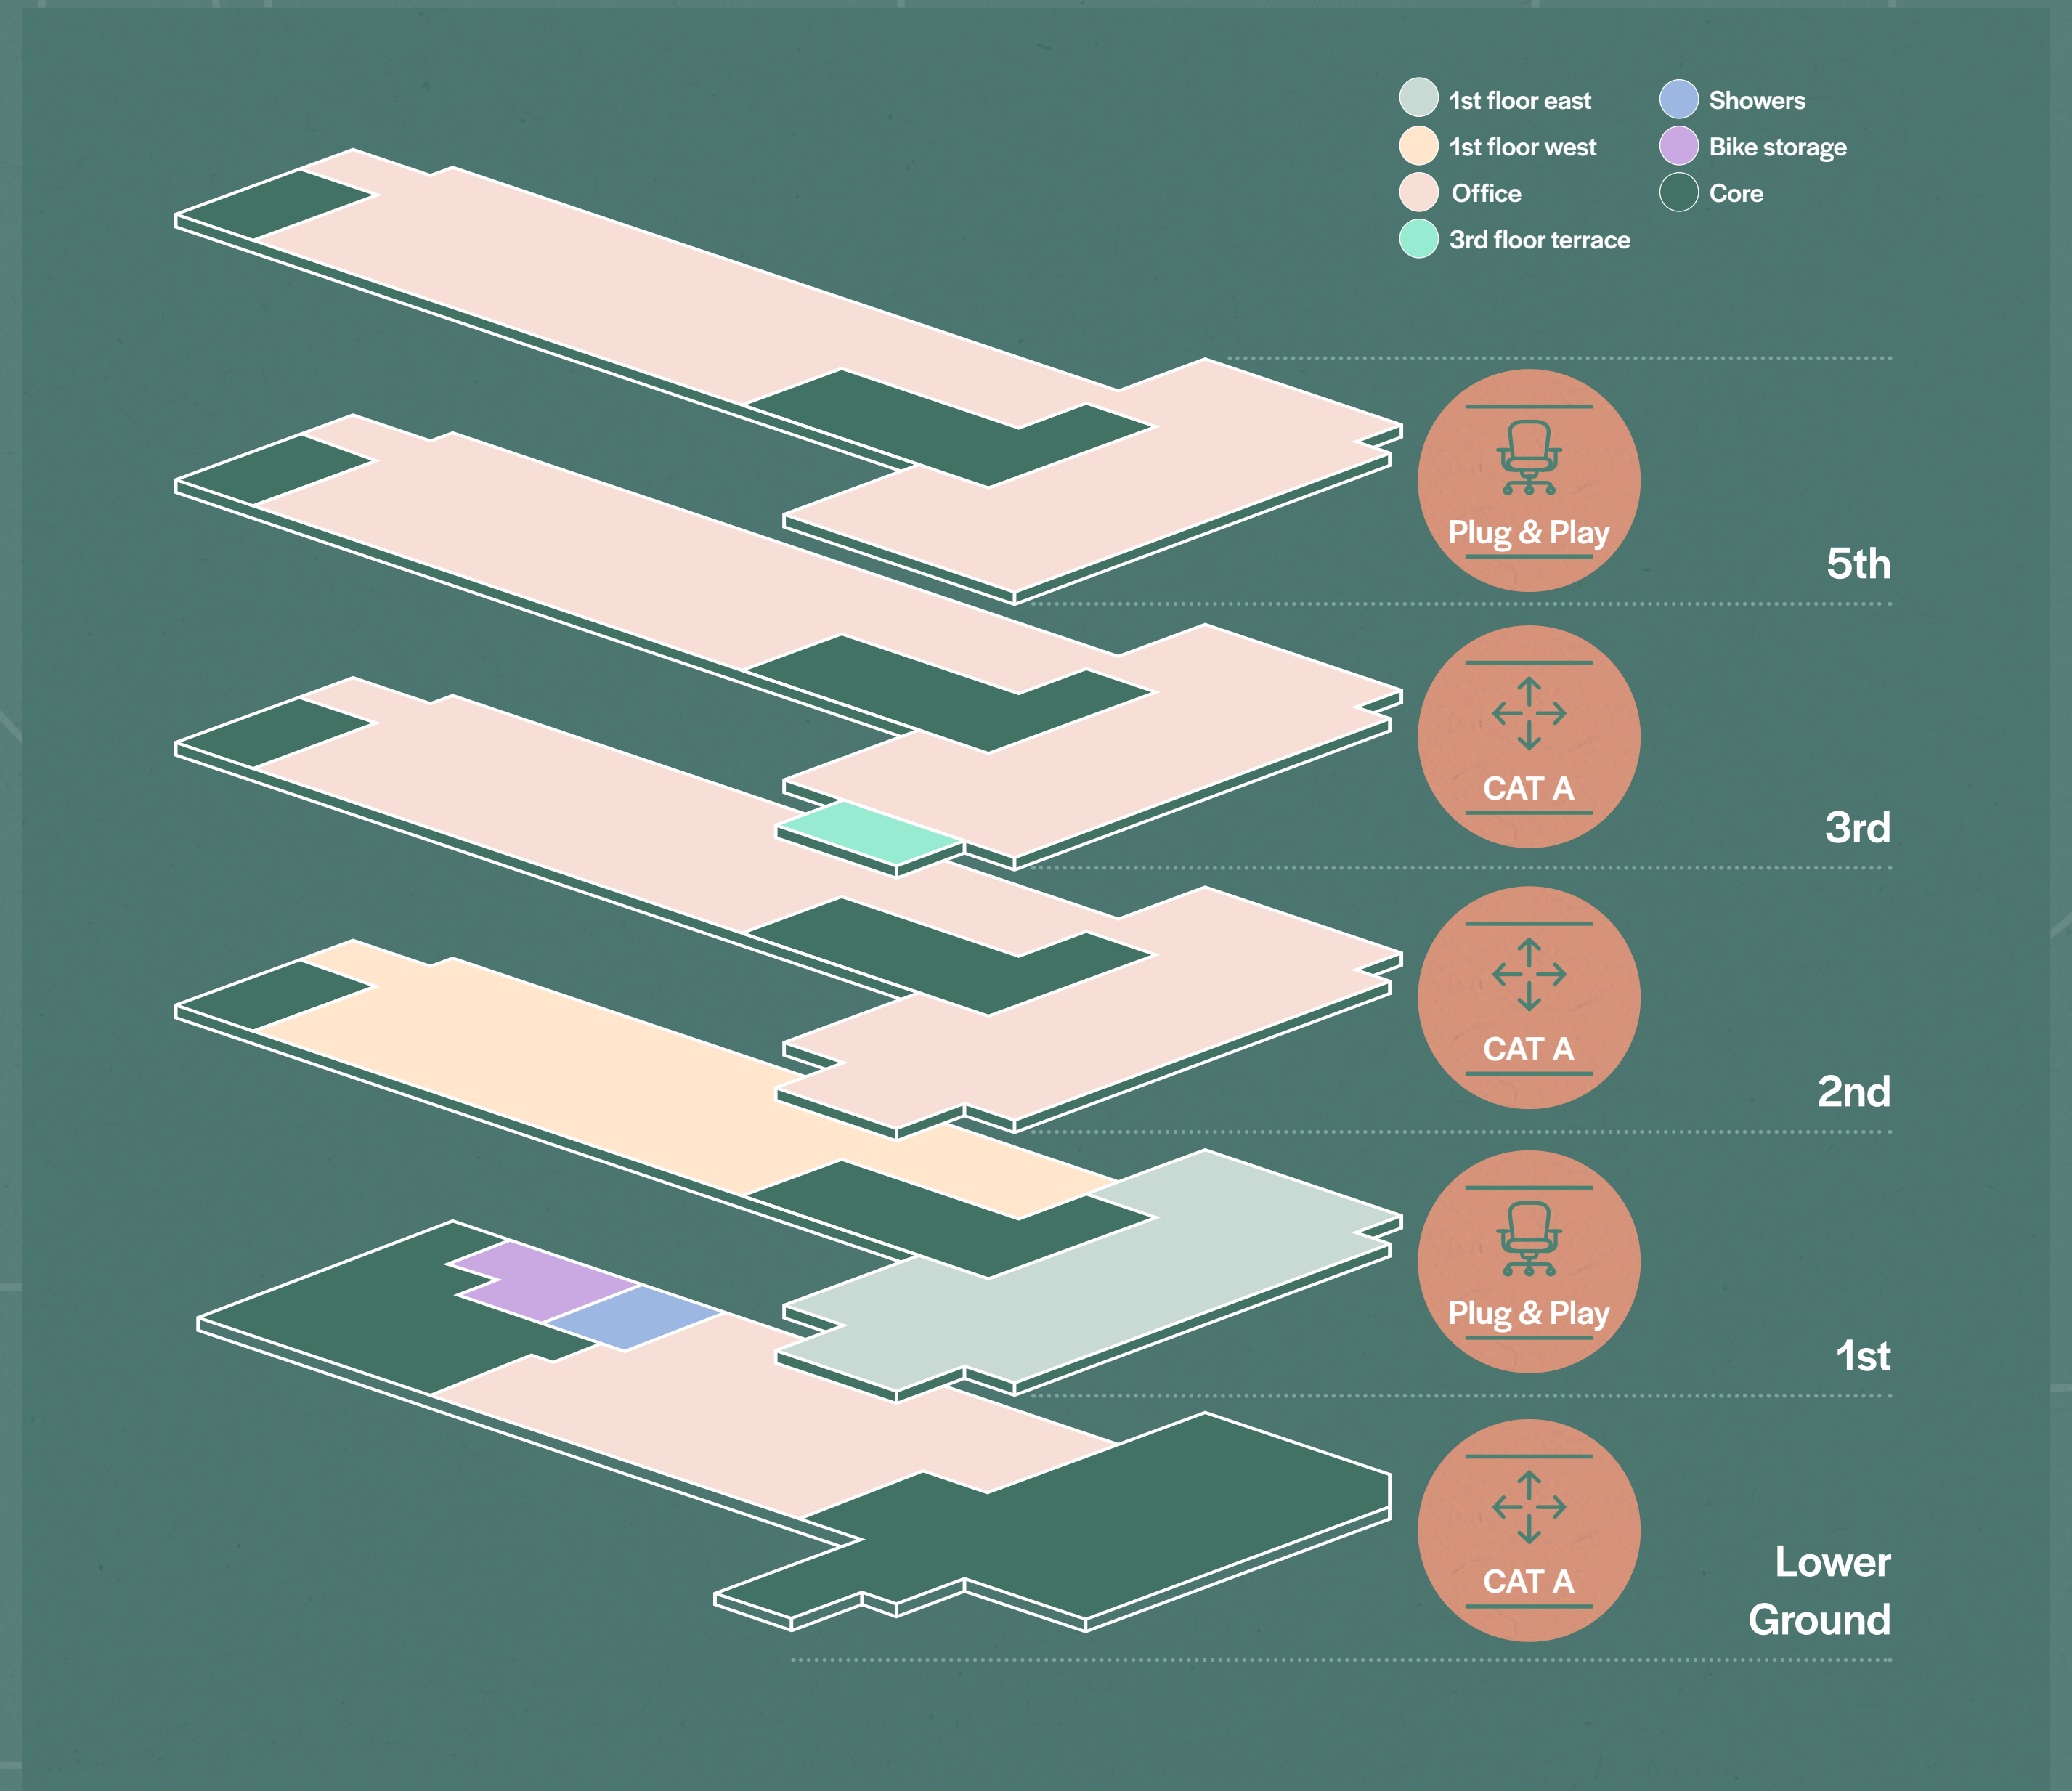 1st floor east
1st floor west
Office
3rd floor terrace
Showers
Bike storage
Core
Plug & Play
5th
CAT A
3rd
CAT A
2nd
Plug & Play
1st
CAT A
Lower
Ground